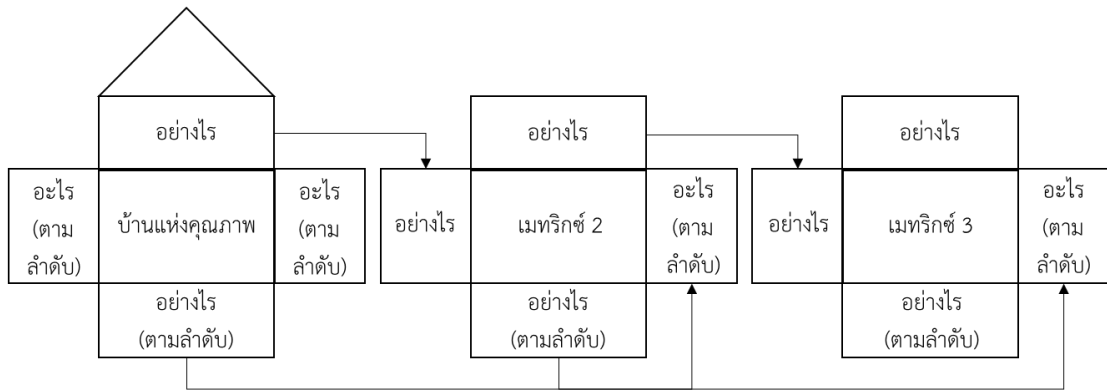 อย่างไร
อย่างไร
อย่างไร
อะไร
(ตาม
ลำดับ)
บ้านแห่งคุณภาพ
อะไร
(ตาม
ลำดับ)
อย่างไร
เมทริกซ์ 2
อะไร
(ตาม
ลำดับ)
อย่างไร
เมทริกซ์ 3
อะไร
(ตาม
ลำดับ)
อย่างไร
(ตามลำดับ)
อย่างไร
(ตามลำดับ)
อย่างไร
(ตามลำดับ)